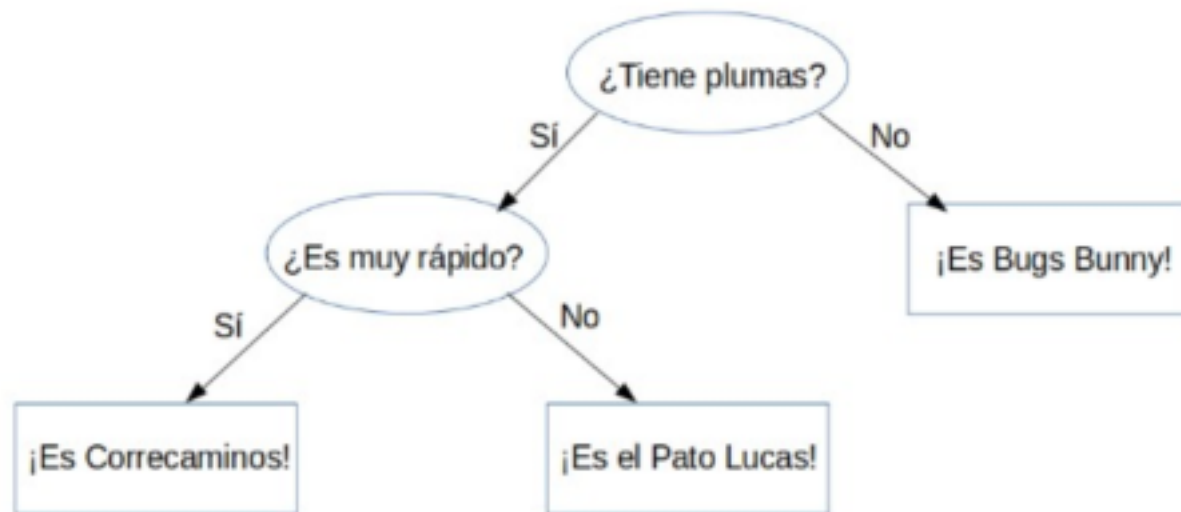 ¿Tiene plumas?
Sí
No
¿Es muy rápido?
¡Es Bugs Bunny!
Sí
No
¡Es Correcaminos!
¡Es el Pato Lucas!